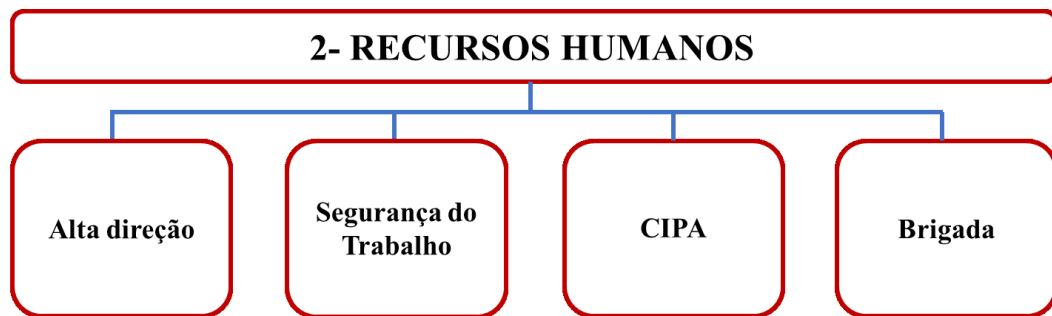 2- RECURSOS HUMANOS
Alta direção
Segurança do
Trabalho
CIPA
Brigada